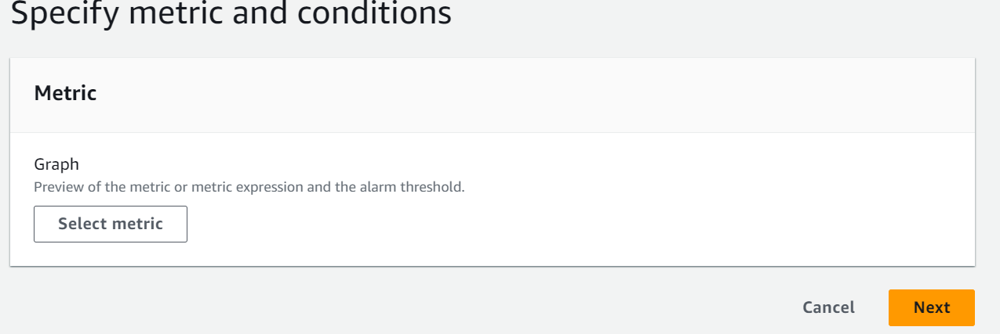 Specify metric and conditions
Metric
Graph
Preview of the metric or metric expression and the alarm threshold.
Select metric
Cancel
Next